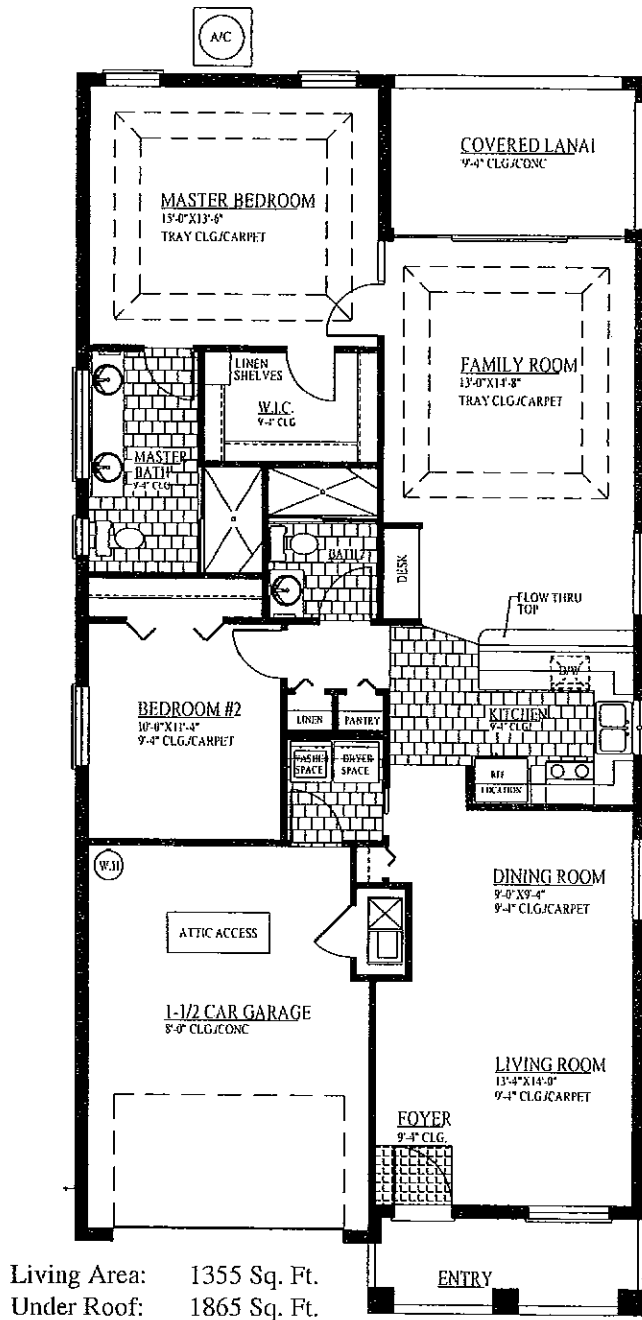 A/C
COVERED LANAI
9'-4" CLG/CONC
MASTER BEDROOM
13'-0"X13'-6"
TRAY CLG./CARPET
FAMILY ROOM
13'-0"X14'-8"
TRAY CLG/CARPET
LINEN
SHELVES
W.I.C.
9'-4" CLG
MASTER
BATH
9'-4" CLG
BATH2
DESK
FLOW THRU
TOP
D/W
BEDROOM #2
10'-0"X11'-4"
9'-4" CLG/CARPET
KITCHEN
9'-4" CLG/
LINEN
PANTRY
WASHER
SPACE
DRYER
SPACE
REF
LOCATION
W.H
DINING ROOM
9'-0"X9'-4"
9'-4" CLG./CARPET
ATTIC ACCESS
1-1/2 CAR GARAGE
8'-0" CLG/CONC
LIVING ROOM
13'-4"X14'-0"
9'-4" CLG./CARPET
FOYER
9'-4" CLG.
ENTRY
Living Area: 1355 Sq. Ft.
Under Roof: 1865 Sq. Ft.